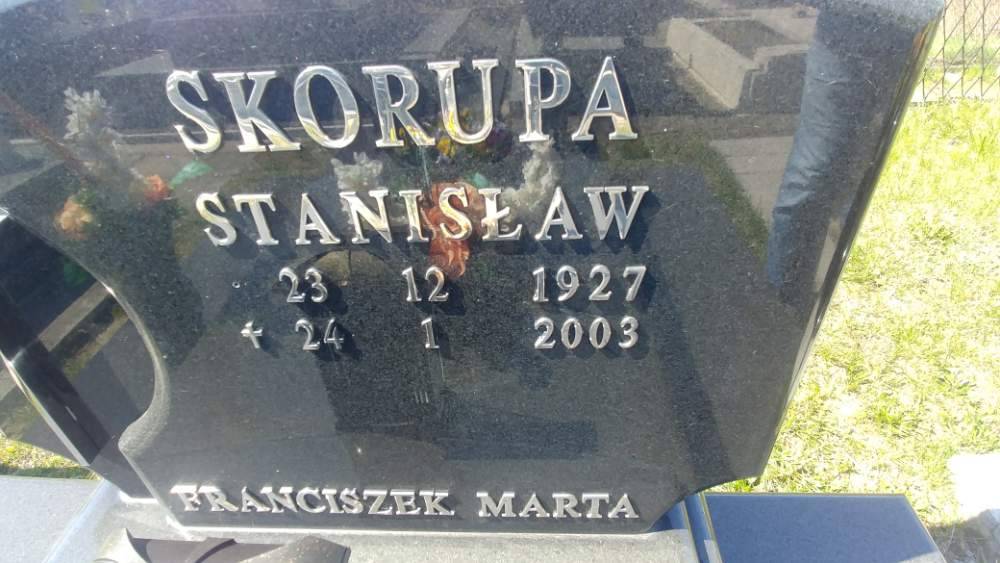 SKORUPA
STANISŁAW
23 12 1927
✝ 24 1 2003
FRANCISZEK MARTA